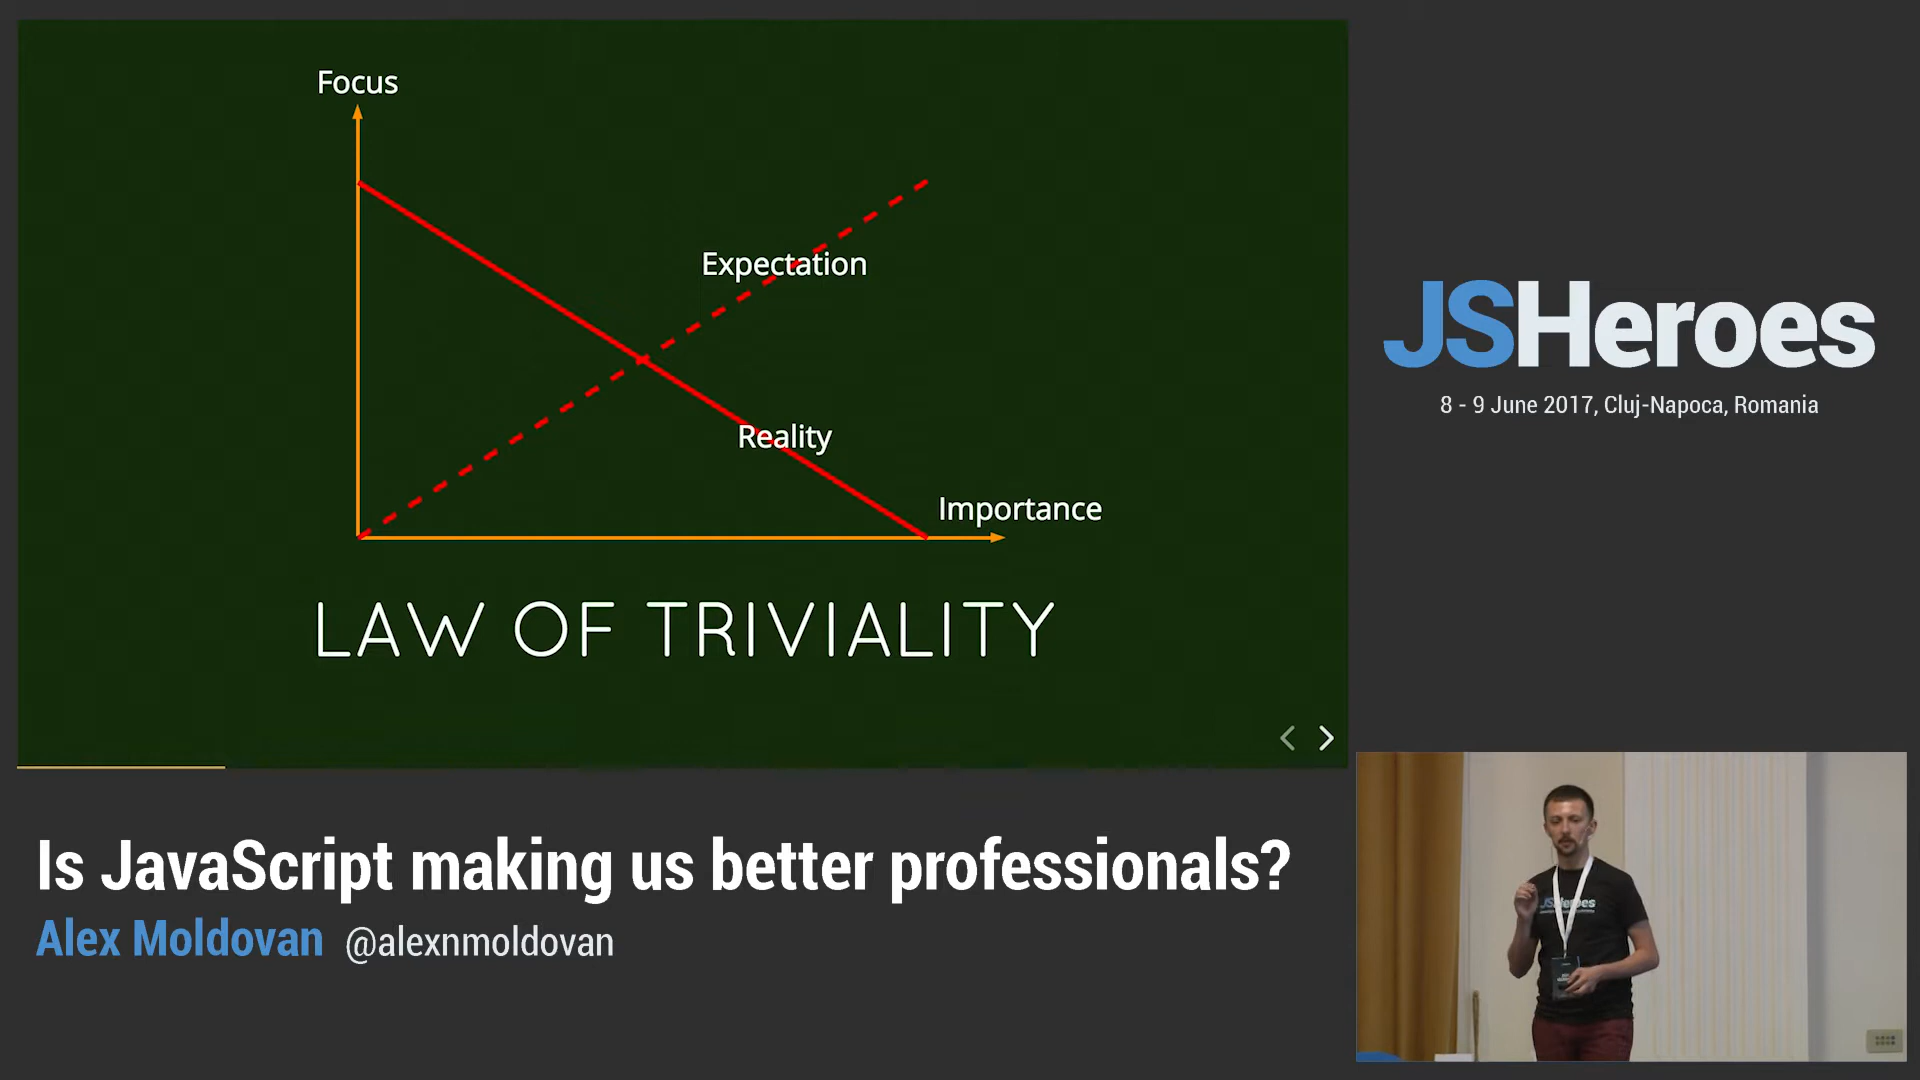 Focus
Expectation
Reality
Importance
LAW OF TRIVIALITY
JSHeroes
8 - 9 June 2017, Cluj-Napoca, Romania
Is JavaScript making us better professionals?
Alex Moldovan @alexnmoldovan
JSHeroes